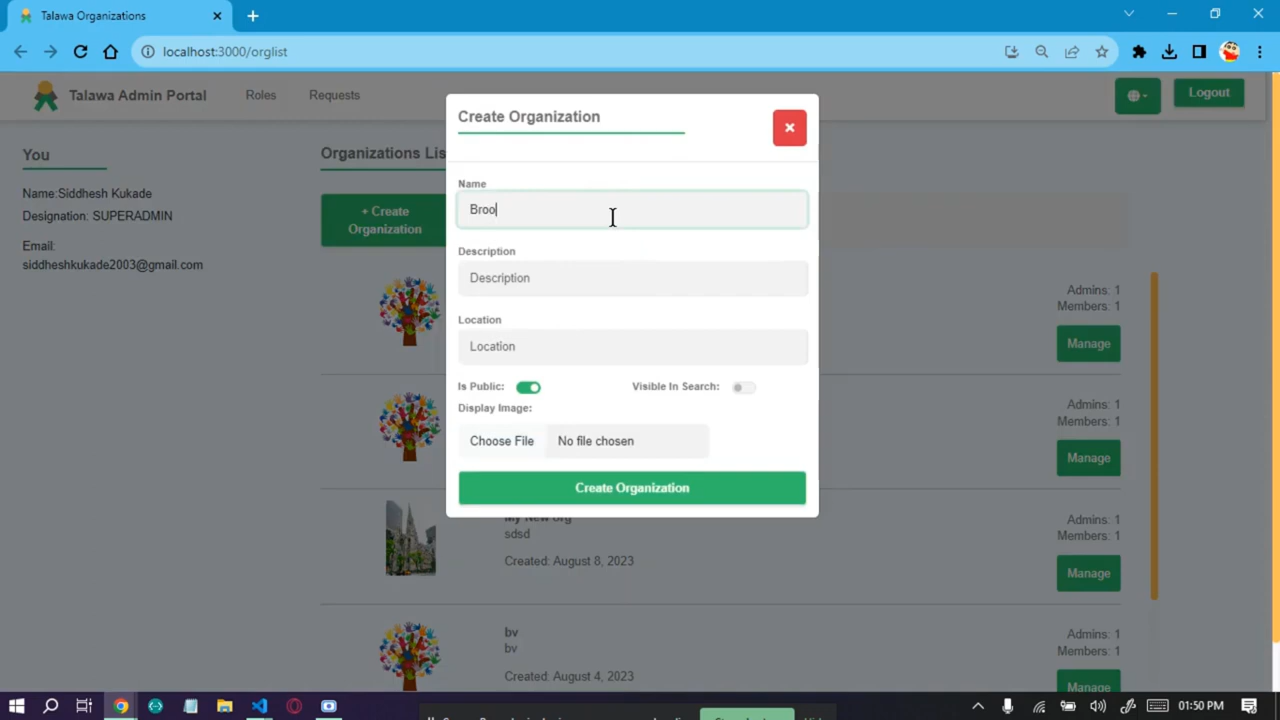 Talawa Organizations
localhost:3000/orglist
Talawa Admin Portal
Roles
Requests
Logout
You
Name:Siddhesh Kukade
Designation: SUPERADMIN
Email:
siddheshkukade2003@gmail.com
Organizations Lis
+ Create
Organization
Create Organization
Name
Broo
Description
Description
Location
Location
Is Public:
Visible In Search:
Display Image:
Choose File
No file chosen
Create Organization
Admins: 1
Members: 1
Manage
Admins: 1
Members: 1
Manage
My New org
sdsd
Created: August 8, 2023
Admins: 1
Members: 1
Manage
bv
bv
Created: August 4, 2023
Admins: 1
Members: 1
Manage
01:50 PM